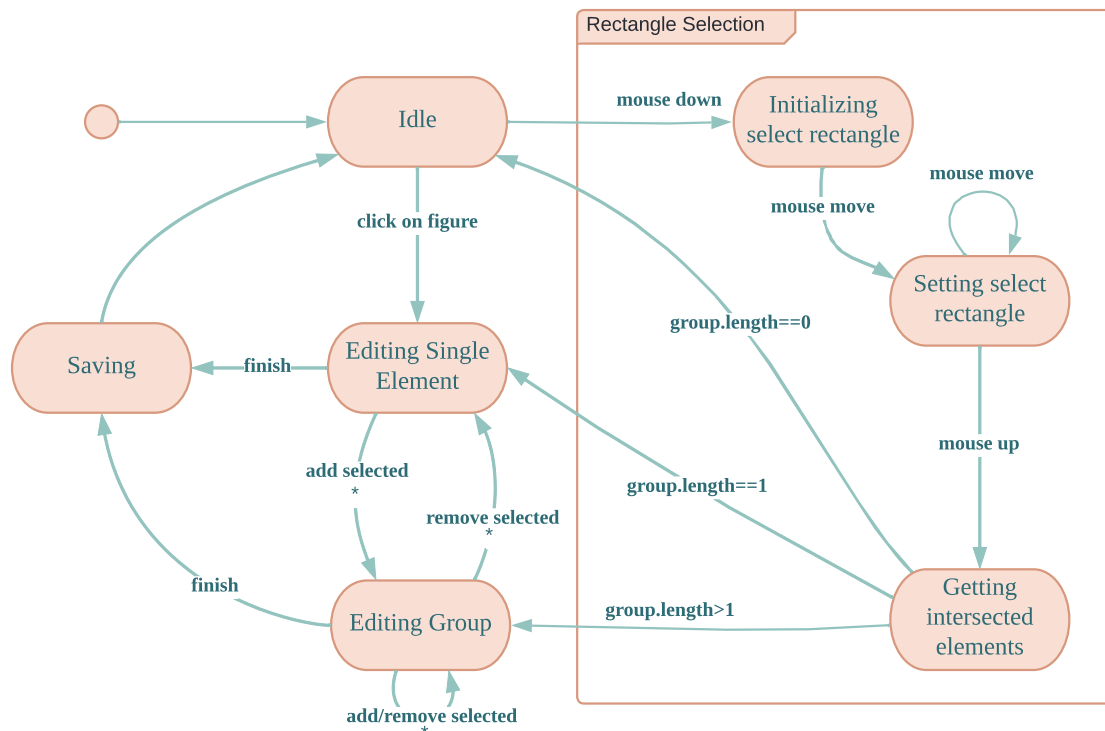 Rectangle Selection
Idle
mouse down
Initializing
select rectangle
mouse move
mouse move
click on figure
Setting select
rectangle
group.length==0
Saving
finish
Editing Single
Element
mouse up
add selected
*
group.length==1
remove selected
*
finish
Editing Group
group.length>1
Getting
intersected
elements
add/remove selected
*